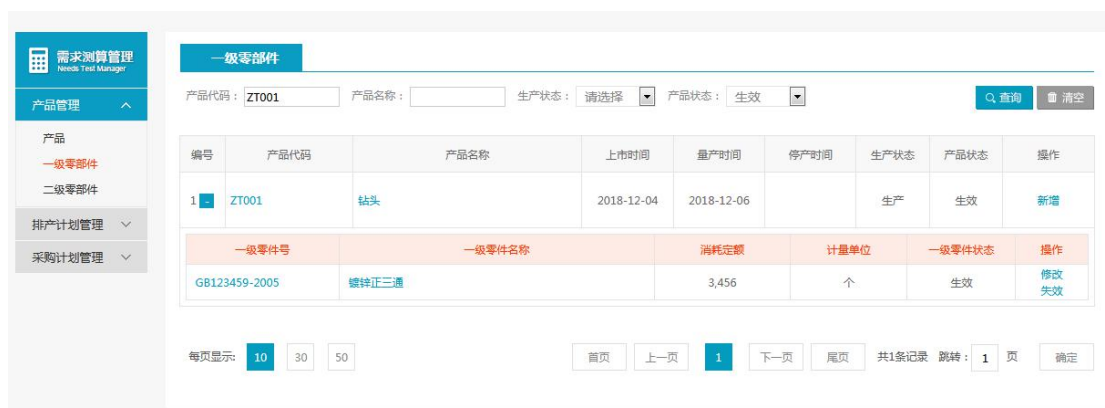 需求测算管理
Needs Test Manager
产品管理
产品
一级零部件
二级零部件
排产计划管理
采购计划管理
一级零部件
产品代码： ZT001 产品名称： 生产状态： 请选择 产品状态： 生效 查询 清空
编号 产品代码 产品名称 上市时间 量产时间 停产时间 生产状态 产品状态 操作
1 - ZT001 钻头 2018-12-04 2018-12-06 生产 生效 新增
一级零件号 一级零件名称 消耗定额 计量单位 一级零件状态 操作
GB123459-2005 镀锌正三通 3,456 个 生效 修改
失效
每页显示: 10 30 50 首页 上一页 1 下一页 尾页 共1条记录 跳转： 1 页 确定